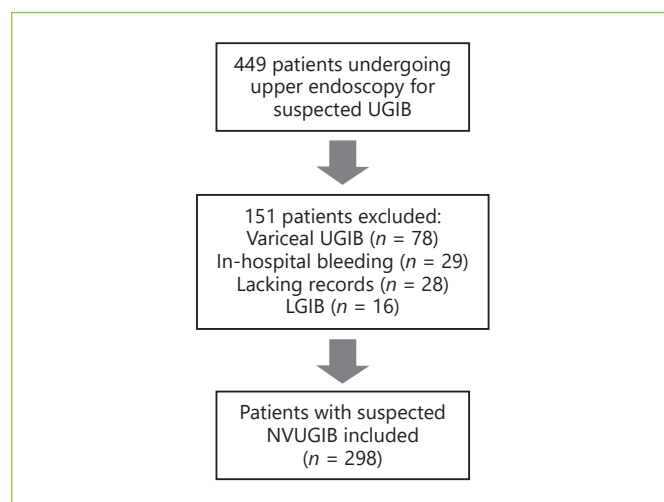 449 patients undergoing
upper endoscopy for
suspected UGIB
151 patients excluded:
Variceal UGIB (n = 78)
In-hospital bleeding (n = 29)
Lacking records (n = 28)
LGIB (n = 16)
Patients with suspected
NVUGIB included
(n = 298)